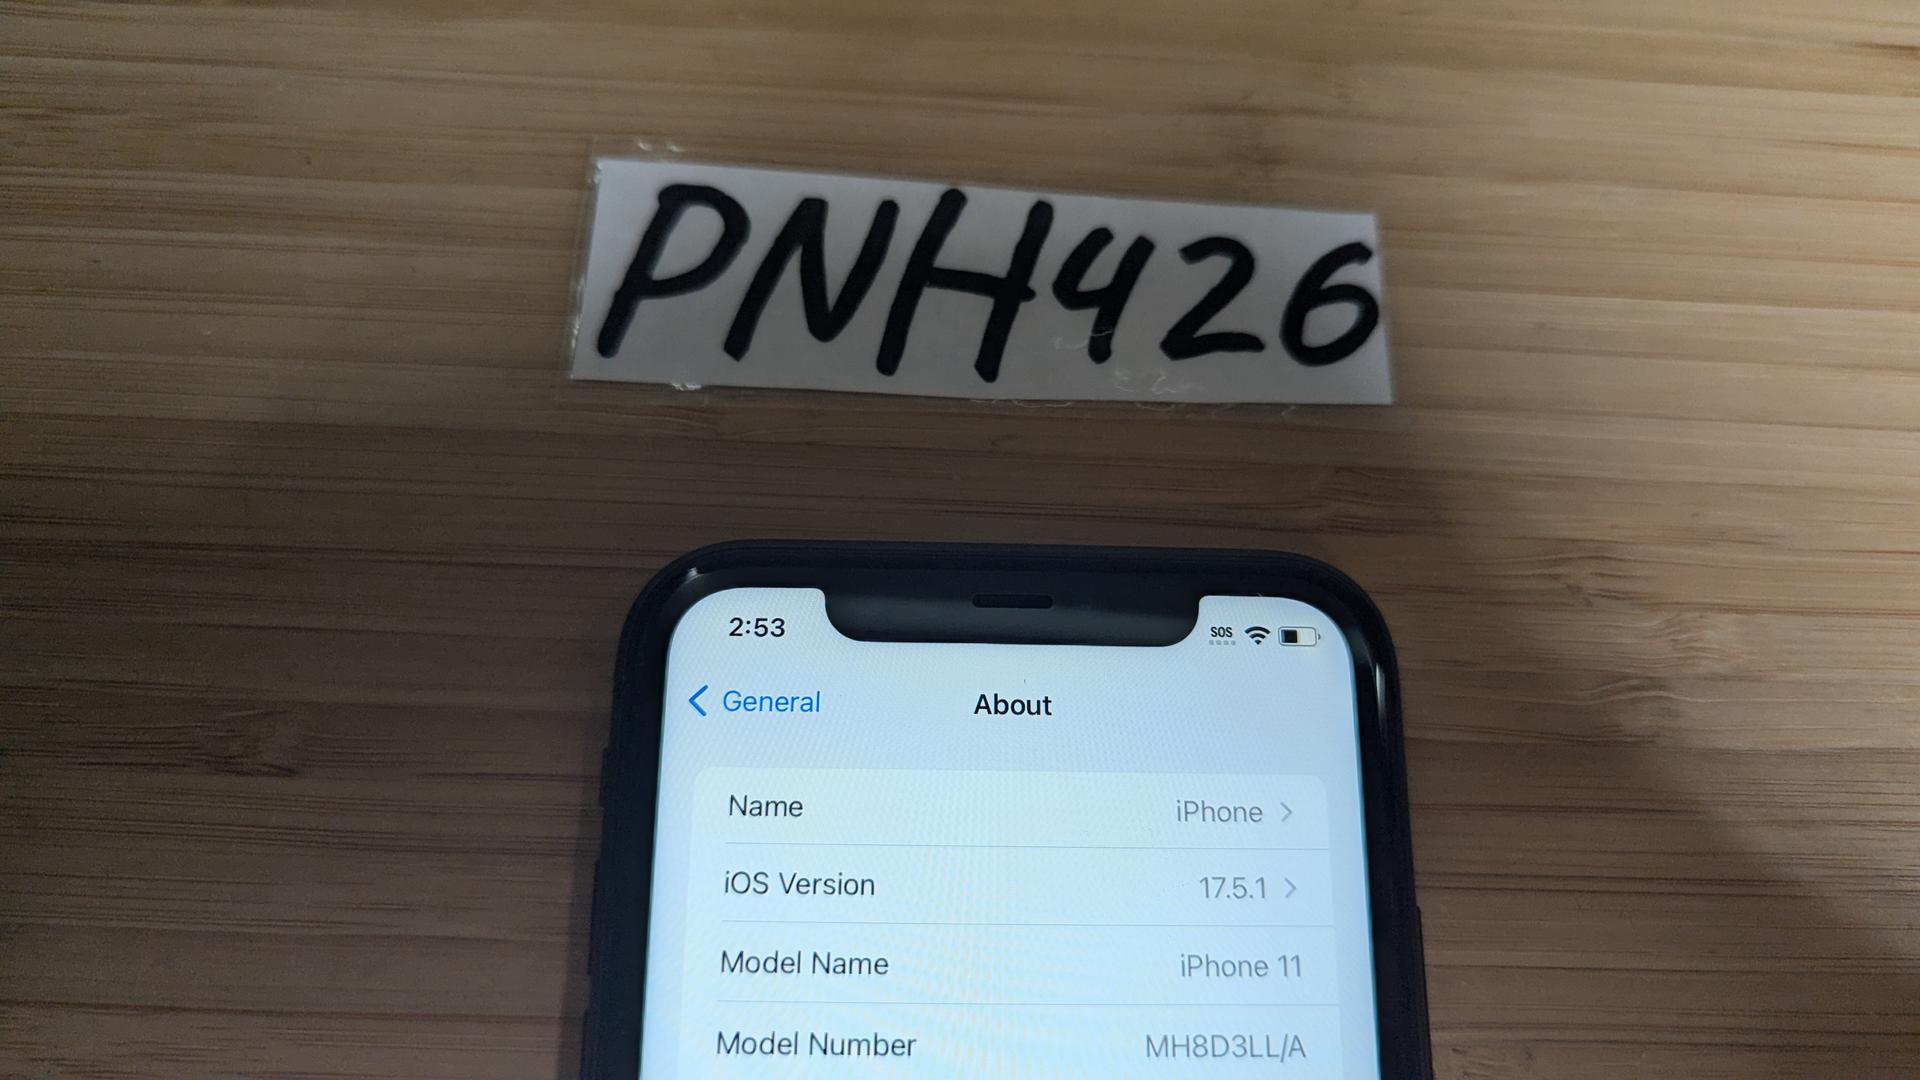 PNH426
2:53 SOS
General About
Name iPhone
iOS Version 17.5.1
Model Name iPhone 11
Model Number MH8D3LL/A